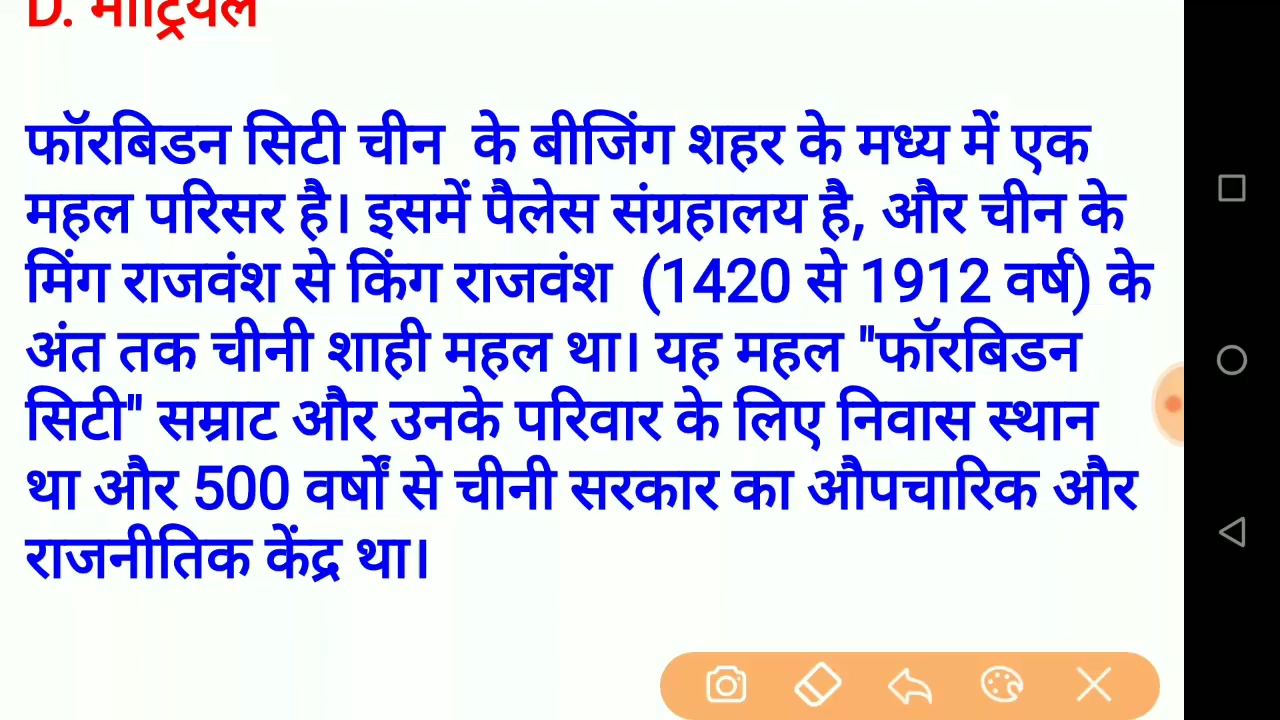 D. मॉट्रियल
फॉरबिडन सिटी चीन के बीजिंग शहर के मध्य में एक
महल परिसर है। इसमें पैलेस संग्रहालय है, और चीन के
मिंग राजवंश से किंग राजवंश (1420 से 1912 वर्ष) के
अंत तक चीनी शाही महल था। यह महल "फॉरबिडन
सिटी" सम्राट और उनके परिवार के लिए निवास स्थान
था और 500 वर्षों से चीनी सरकार का औपचारिक और
राजनीतिक केंद्र था।